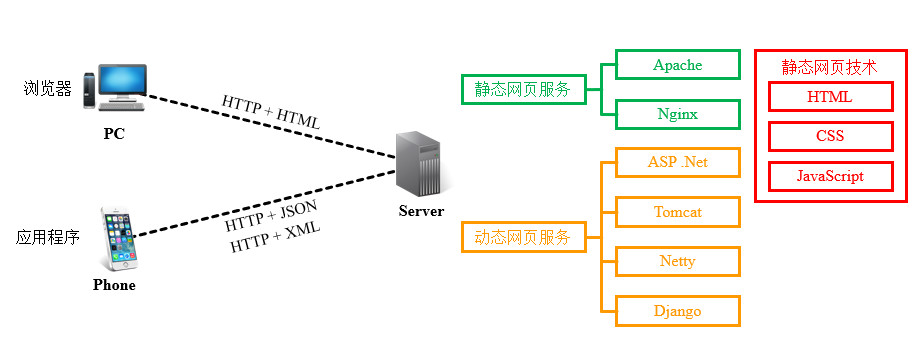 浏览器
PC
HTTP + HTML
应用程序
Phone
HTTP + JSON
HTTP + XML
Server
静态网页服务
Apache
Nginx
动态网页服务
ASP .Net
Tomcat
Netty
Django
静态网页技术
HTML
CSS
JavaScript